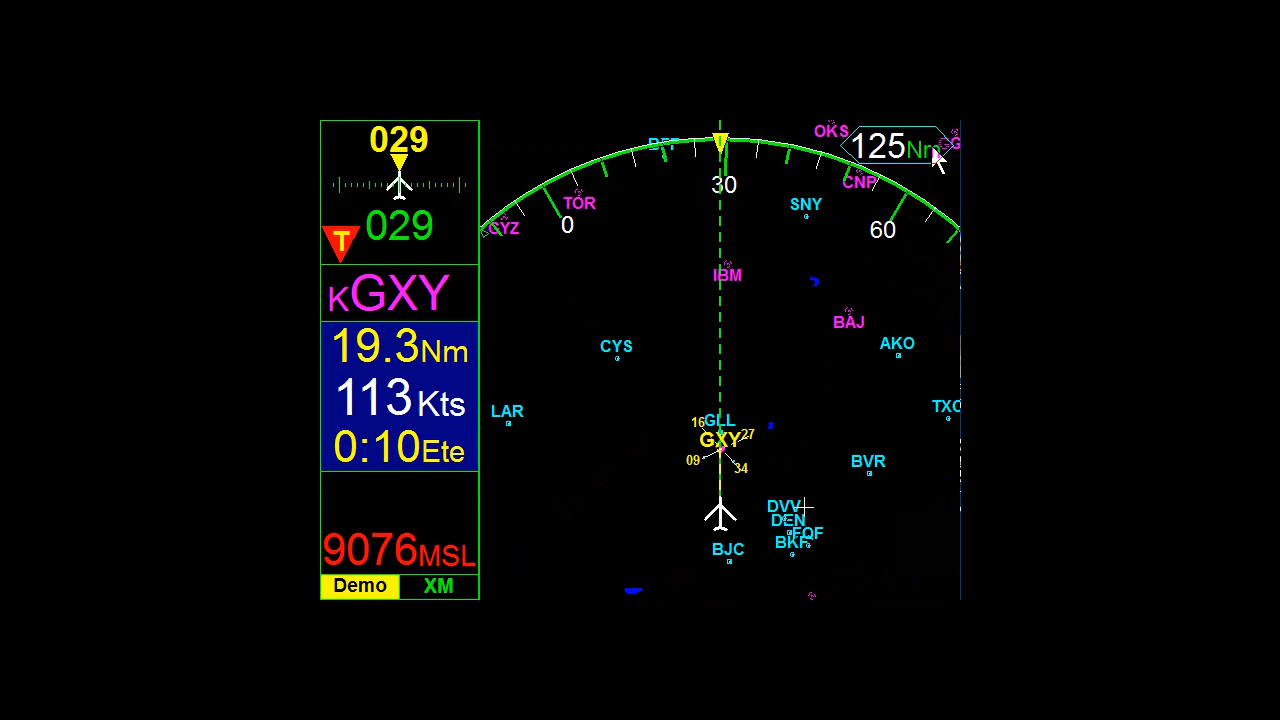 029
029
T
KGXY
19.3Nm
113Kts
0:10Ete
9076MSL
Demo XM
OKS
125Nm
30
CNP
TOR
SNY
0
CYZ
60
IBM
BAJ
CYS
AKO
LAR
TXC
16
GLL
27
GXY
09
34
BVR
DVV
DEN
FQF
BKF
BJC